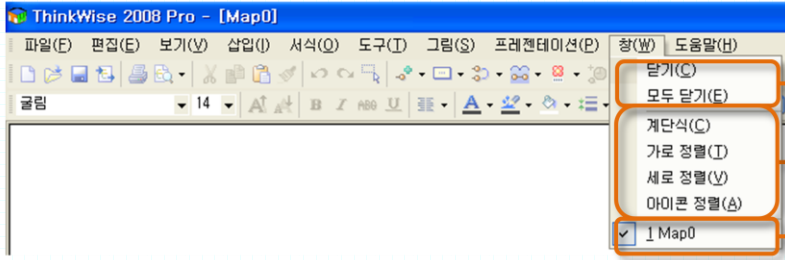 ThinkWise 2008 Pro - [Map0]
파일(F) 편집(E) 보기(V) 삽입(I) 서식(O) 도구(T) 그림(S) 프레젠테이션(P) 창(W) 도움말(H)
굴림 14 A A B I ABG U A
닫기(C)
모두 닫기(E)
계단식(C)
가로 정렬(T)
세로 정렬(V)
아이콘 정렬(A)
1 Map0